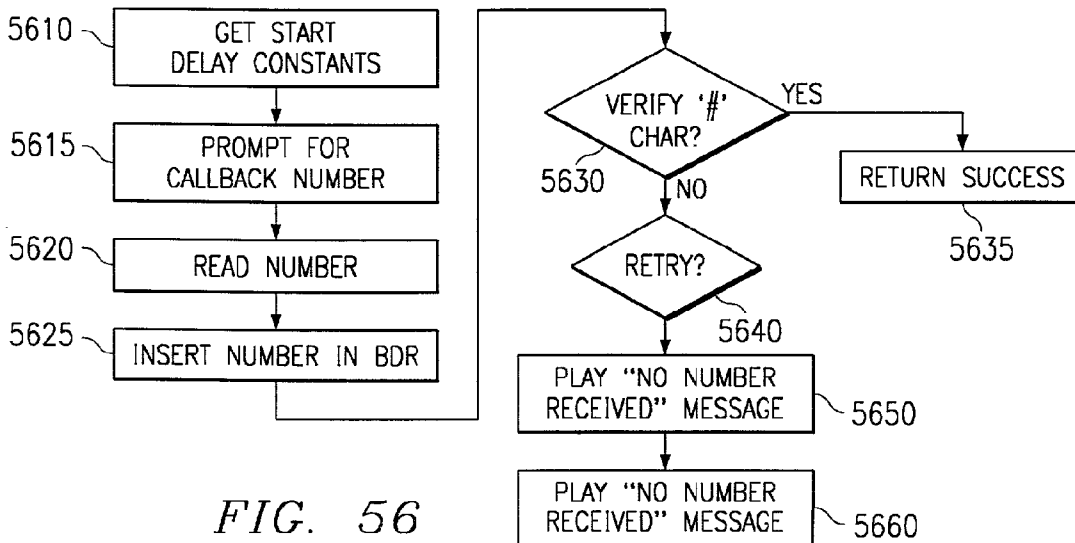 5610
GET START
DELAY CONSTANTS
5615
PROMPT FOR
CALLBACK NUMBER
5620
READ NUMBER
5625
INSERT NUMBER IN BDR
VERIFY '#'
CHAR?
YES
5630
NO
RETURN SUCCESS
5635
RETRY?
5640
PLAY "NO NUMBER
RECEIVED" MESSAGE
5650
PLAY "NO NUMBER
RECEIVED" MESSAGE
5660
FIG. 56